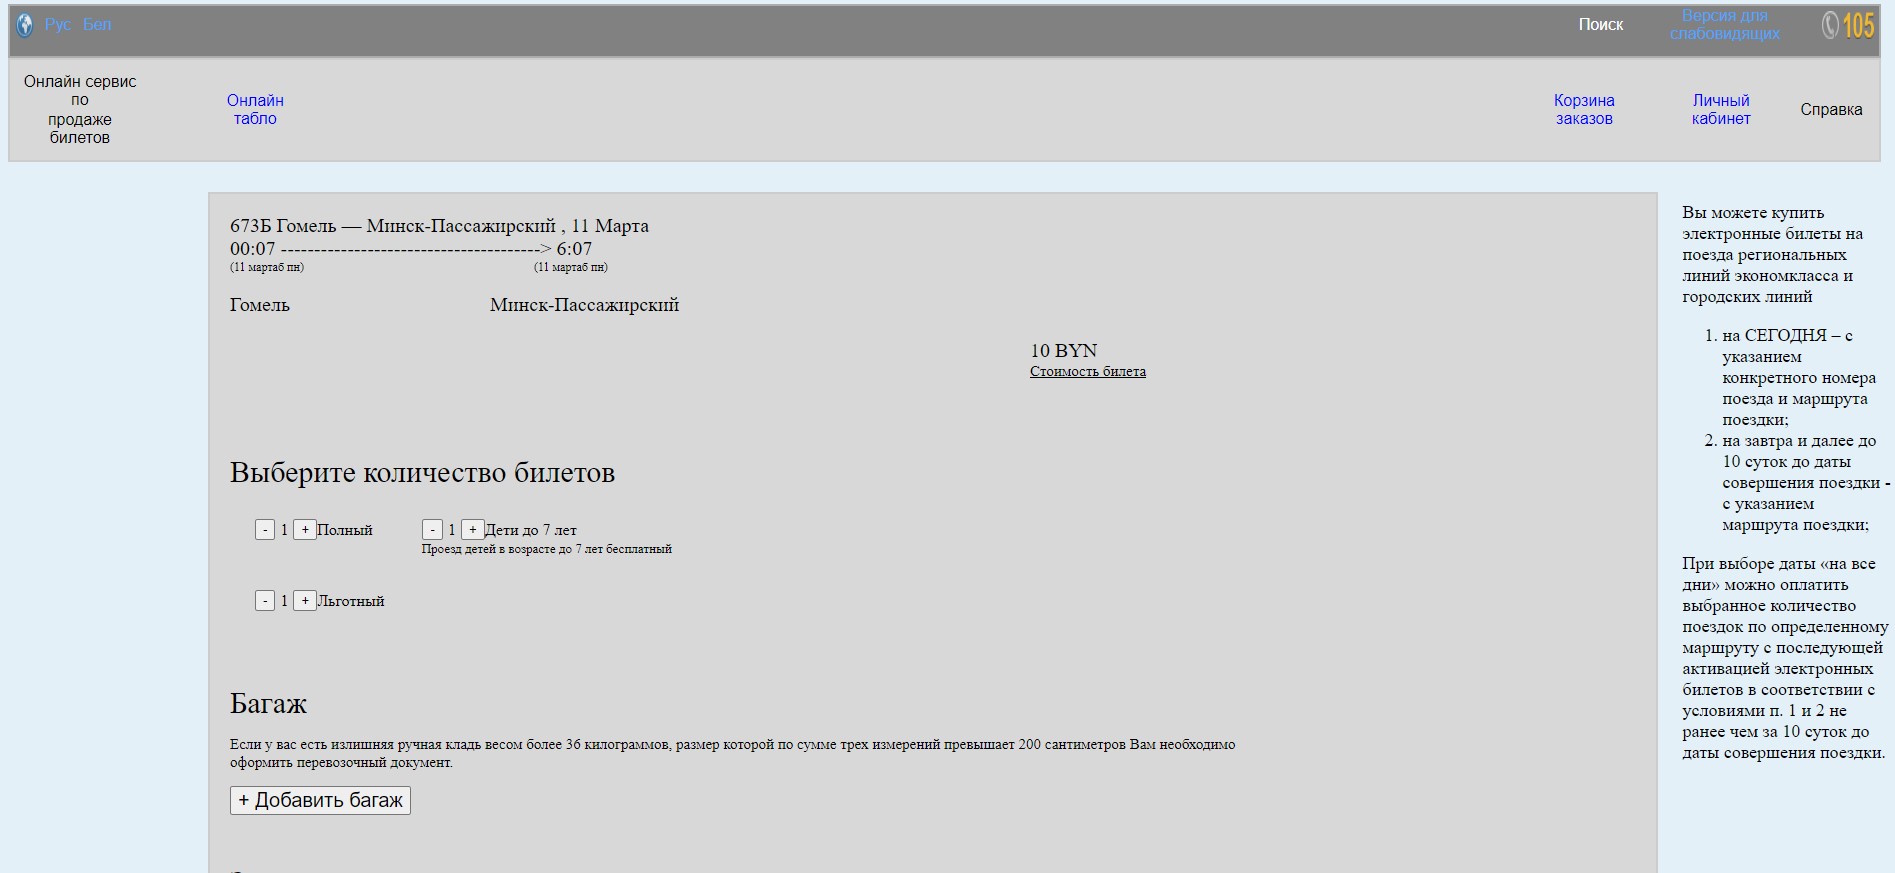 Рус Бел
Поиск
Версия для
слабовидящих
105
Онлайн сервис
по
продаже
билетов
Онлайн
табло
Корзина
заказов
Личный
кабинет
Справка
673Б Гомель — Минск-Пассажирский , 11 Марта
00:07 ---------------------------------------> 6:07
(11 мартаб пн) (11 мартаб пн)
Гомель Минск-Пассажирский
10 BYN
Стоимость билета
Выберите количество билетов
- 1 + Полный - 1 + Дети до 7 лет
Проезд детей в возрасте до 7 лет бесплатный
- 1 + Льготный
Багаж
Если у вас есть излишняя ручная кладь весом более 36 килограммов, размер которой по сумме трех измерений превышает 200 сантиметров Вам необходимо
оформить перевозочный документ.
+ Добавить багаж
Вы можете купить
электронные билеты на
поезда региональных
линий экономкласса и
городских линий
1. на СЕГОДНЯ – с
указанием
конкретного номера
поезда и маршрута
поездки;
2. на завтра и далее до
10 суток до даты
совершения поездки -
с указанием
маршрута поездки;
При выборе даты «на все
дни» можно оплатить
выбранное количество
поездок по определенному
маршруту с последующей
активацией электронных
билетов в соответствии с
условиями п. 1 и 2 не
ранее чем за 10 суток до
даты совершения поездки.